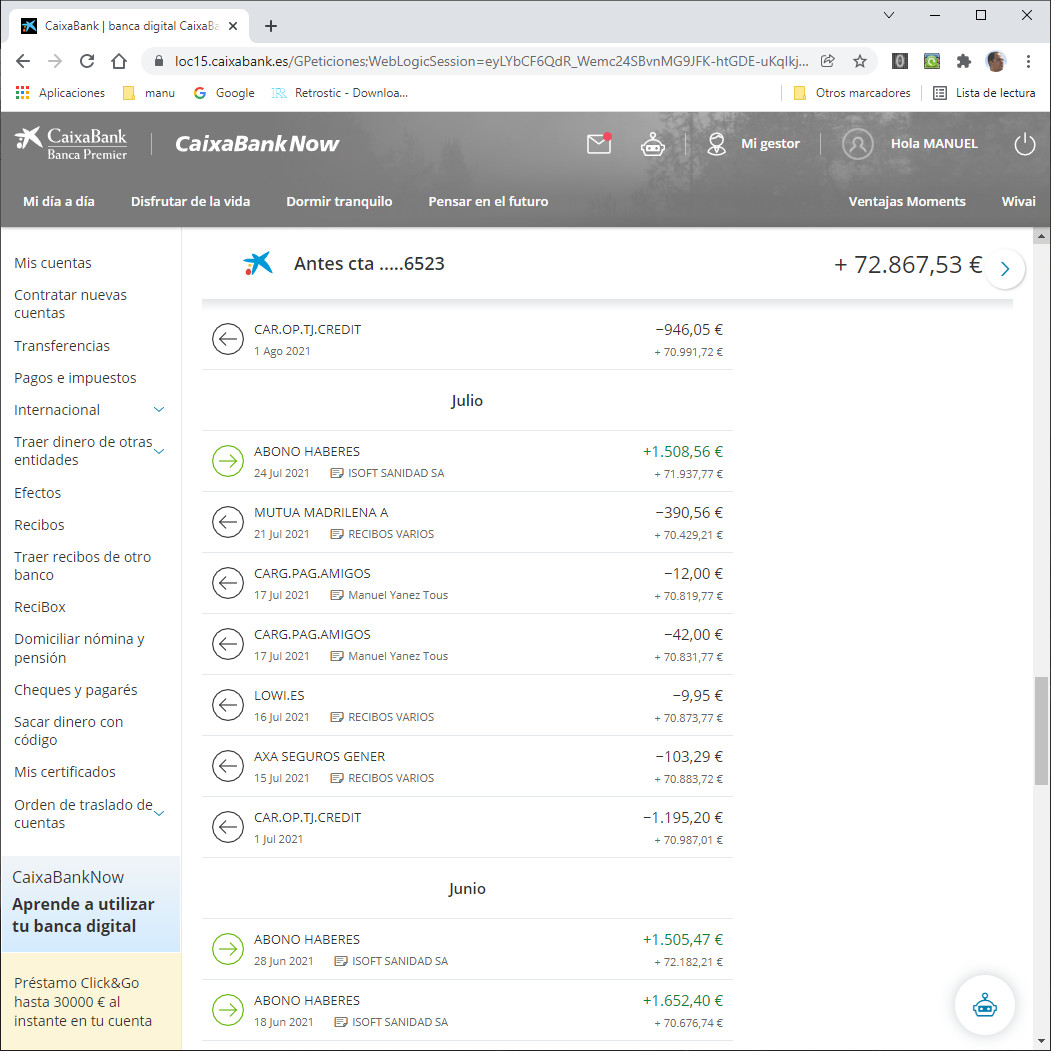 CaixaBank | banca digital CaixaBa
loc15.caixabank.es/GPeticiones;WebLogicSession=eyLYbCF6QdR_Wemc24SBvnMG9JFK-htGDE-uKqIkj...
Aplicaciones manu Google Retrostic - Downloa... Otros marcadores Lista de lectura
CaixaBank
Banca Premier
CaixaBankNow
Mi gestor
Hola MANUEL
Mi día a día Disfrutar de la vida Dormir tranquilo Pensar en el futuro Ventajas Moments Wivai
Mis cuentas
Contratar nuevas
cuentas
Transferencias
Pagos e impuestos
Internacional
Traer dinero de otras
entidades
Efectos
Recibos
Traer recibos de otro
banco
ReciBox
Domiciliar nómina y
pensión
Cheques y pagarés
Sacar dinero con
código
Mis certificados
Orden de traslado de
cuentas
CaixaBankNow
Aprende a utilizar
tu banca digital
Préstamo Click&Go
hasta 30000 € al
instante en tu cuenta
Antes cta .....6523 + 72.867,53 €
CAR.OP.TJ.CREDIT −946,05 €
1 Ago 2021 + 70.991,72 €
Julio
ABONO HABERES +1.508,56 €
24 Jul 2021 ISOFT SANIDAD SA + 71.937,77 €
MUTUA MADRILENA A −390,56 €
21 Jul 2021 RECIBOS VARIOS + 70.429,21 €
CARG.PAG.AMIGOS −12,00 €
17 Jul 2021 Manuel Yanez Tous + 70.819,77 €
CARG.PAG.AMIGOS −42,00 €
17 Jul 2021 Manuel Yanez Tous + 70.831,77 €
LOWI.ES −9,95 €
16 Jul 2021 RECIBOS VARIOS + 70.873,77 €
AXA SEGUROS GENER −103,29 €
15 Jul 2021 RECIBOS VARIOS + 70.883,72 €
CAR.OP.TJ.CREDIT −1.195,20 €
1 Jul 2021 + 70.987,01 €
Junio
ABONO HABERES +1.505,47 €
28 Jun 2021 ISOFT SANIDAD SA + 72.182,21 €
ABONO HABERES +1.652,40 €
18 Jun 2021 ISOFT SANIDAD SA + 70.676,74 €